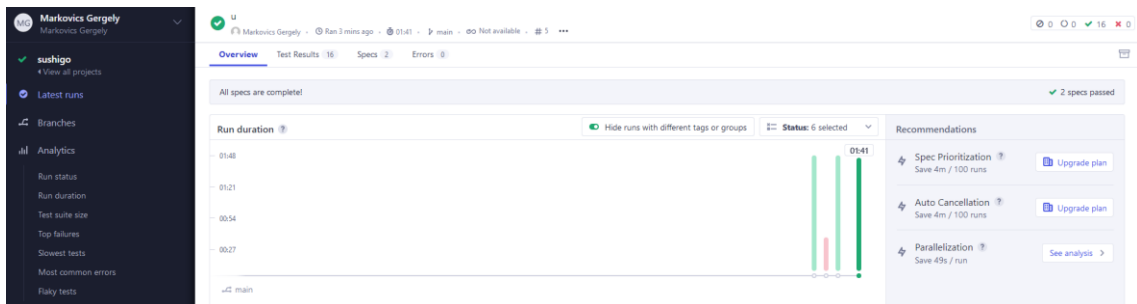 MG
Markovics Gergely
Markovics Gergely
sushigo
View all projects
Latest runs
Branches
Analytics
Run status
Run duration
Test suite size
Top failures
Slowest tests
Most common errors
Flaky tests
u
Markovics Gergely Ran 3 mins ago 01:41 main Not available # 5 •••
0 0 16 0
Overview Test Results 16 Specs 2 Errors 0
All specs are complete!
2 specs passed
Run duration ?
Hide runs with different tags or groups
Status: 6 selected
01:48
01:21
00:54
00:27
01:41
main
Recommendations
Spec Prioritization ?
Save 4m / 100 runs
Upgrade plan
Auto Cancellation ?
Save 4m / 100 runs
Upgrade plan
Parallelization ?
Save 49s / run
See analysis >